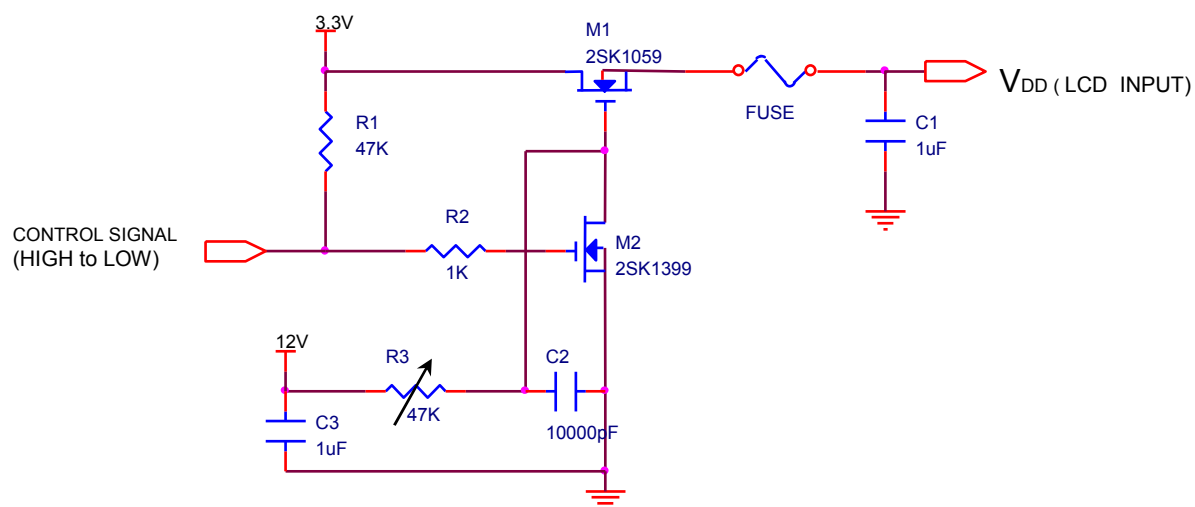 3.3V
M1
2SK1059
FUSE
VDD ( LCD INPUT)
R1
47K
C1
1uF
CONTROL SIGNAL
(HIGH to LOW)
R2
1K
M2
2SK1399
12V
R3
47K
C2
10000pF
C3
1uF